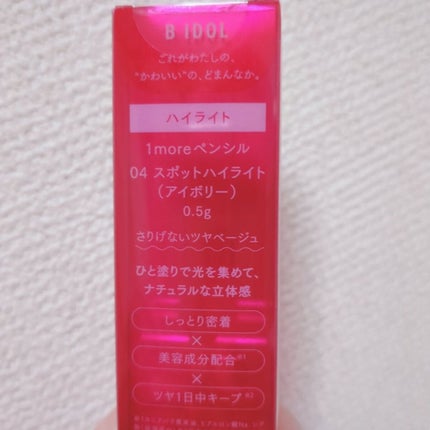 B IDOL
これがわたしの、
"かわいい"の、どまんなか。
ハイライト
1moreペンシル
04 スポットハイライト
（アイボリー）
0.5g
さりげないツヤベージュ
ひと塗りで光を集めて、
ナチュラルな立体感
しっとり密着
×
美容成分配合※1
×
ツヤ1日中キープ※2